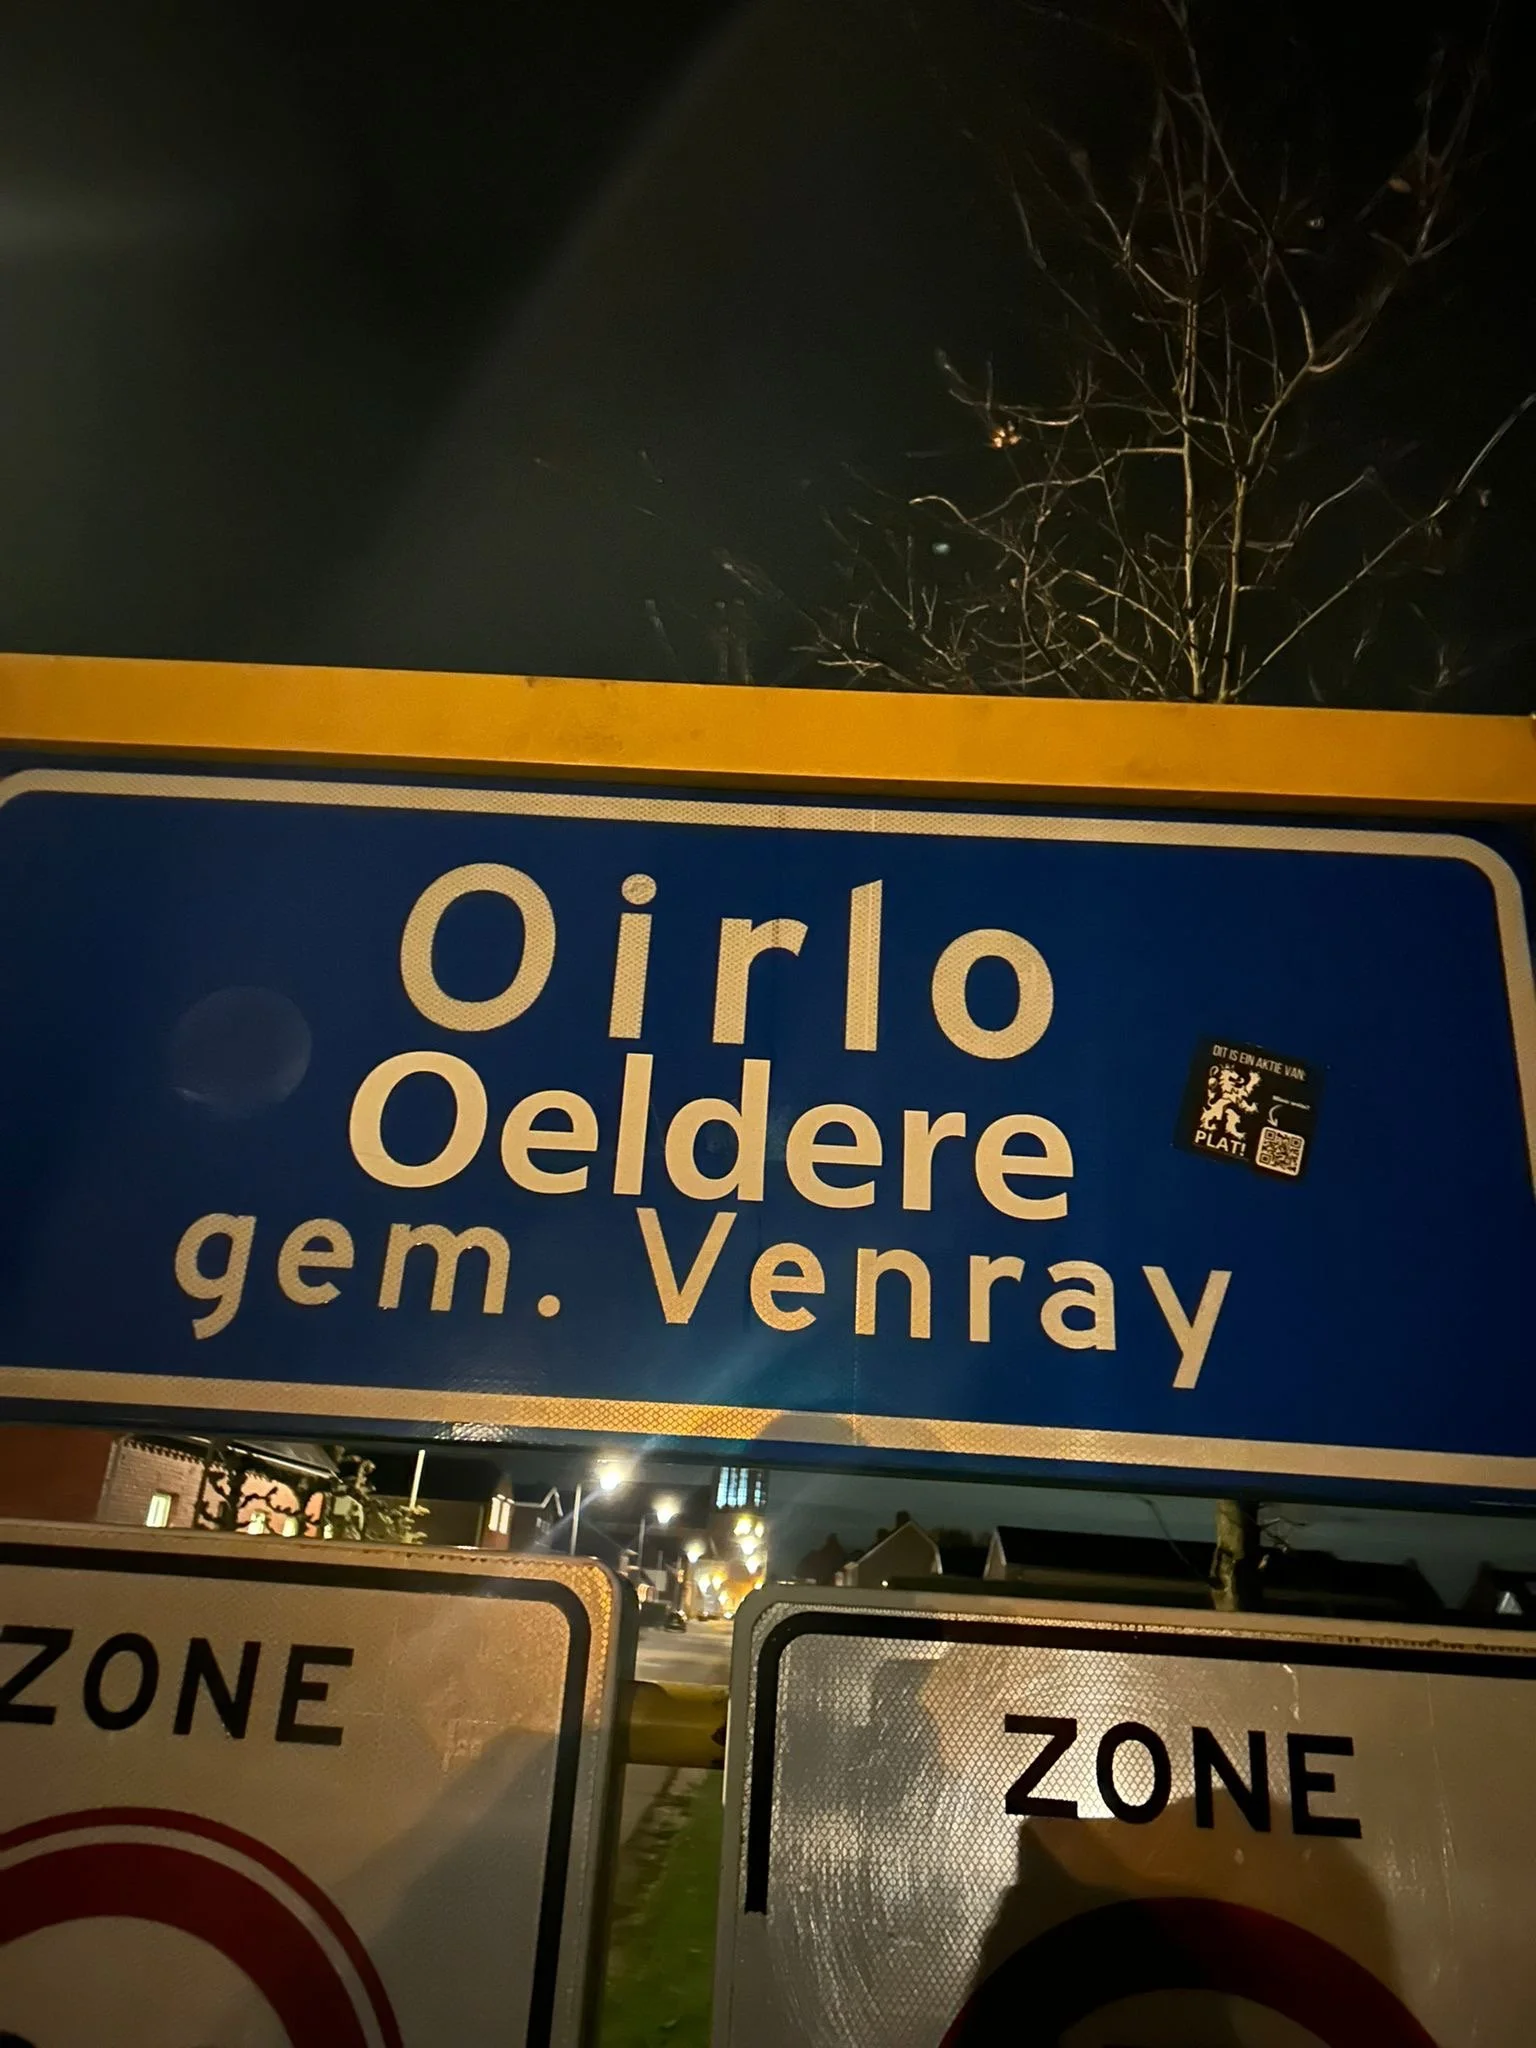 Oirlo
Oeldere
gem. Venray
DIT IS EIN AKTIE VAN:
PLAT!
ZONE
ZONE